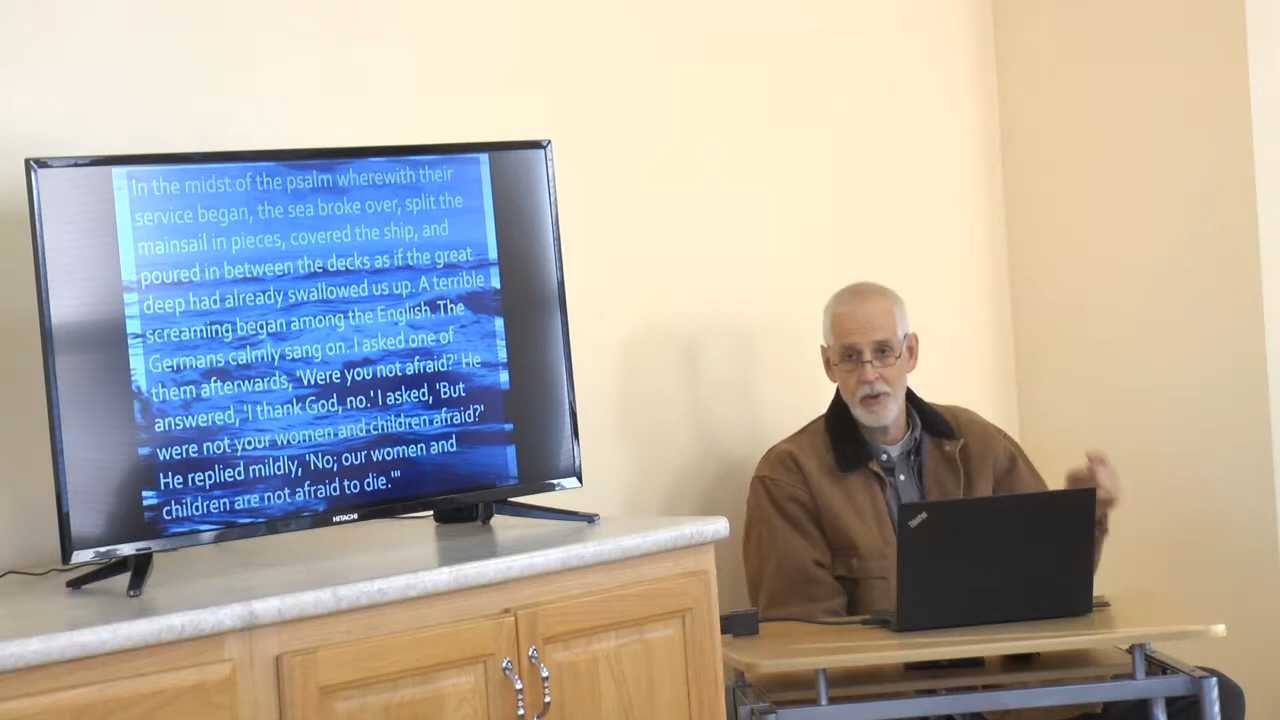 In the midst of the psalm wherewith their
service began, the sea broke over, split the
mainsail in pieces, covered the ship, and
poured in between the decks as if the great
deep had already swallowed us up. A terrible
screaming began among the English. The
Germans calmly sang on. I asked one of
them afterwards, 'Were you not afraid?' He
answered, 'I thank God, no.' I asked, 'But
were not your women and children afraid?'
He replied mildly, 'No; our women and
children are not afraid to die.'"
HITACHI
ThinkPad